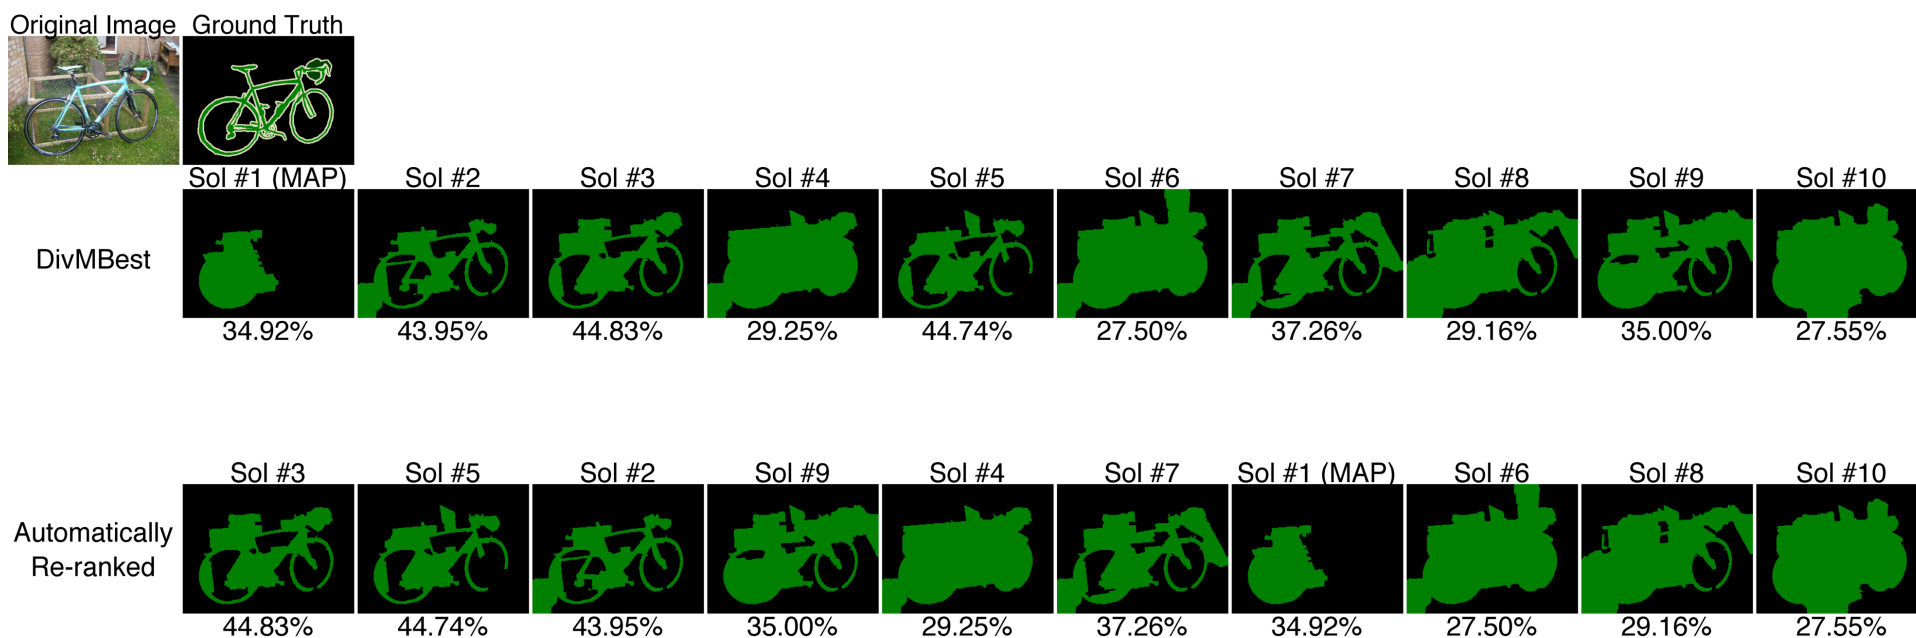 Original Image Ground Truth
Sol #1 (MAP) Sol #2 Sol #3 Sol #4 Sol #5 Sol #6 Sol #7 Sol #8 Sol #9 Sol #10
DivMBest
34.92% 43.95% 44.83% 29.25% 44.74% 27.50% 37.26% 29.16% 35.00% 27.55%
Sol #3 Sol #5 Sol #2 Sol #9 Sol #4 Sol #7 Sol #1 (MAP) Sol #6 Sol #8 Sol #10
Automatically
Re-ranked
44.83% 44.74% 43.95% 35.00% 29.25% 37.26% 34.92% 27.50% 29.16% 27.55%